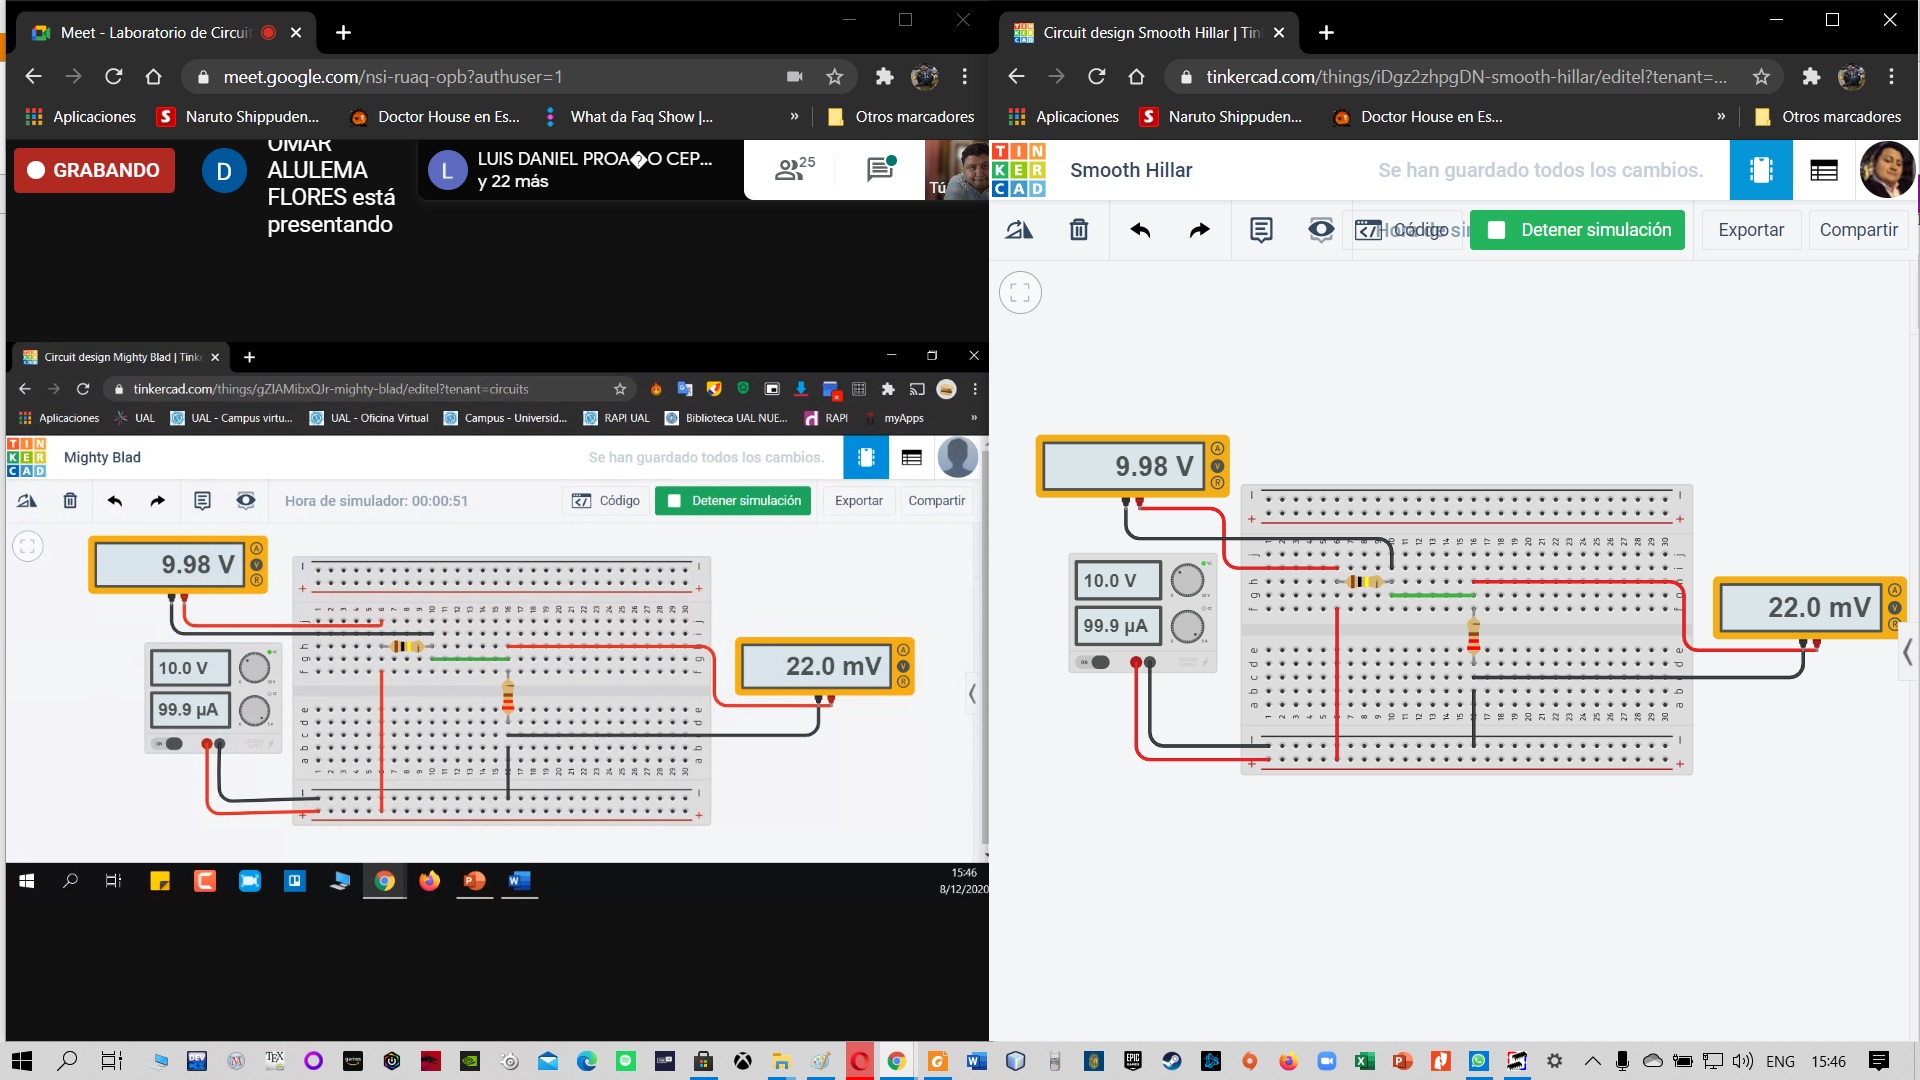 Meet - Laboratorio de Circuit
meet.google.com/nsi-ruaq-opb?authuser=1
Aplicaciones
Naruto Shippuden...
Doctor House en Es...
What da Faq Show |...
»
Otros marcadores
GRABANDO
D
OMAR
ALULEMA
FLORES está
presentando
L
LUIS DANIEL PROA�O CEP...
y 22 más
25
Tú
Circuit design Mighty Blad | Tink
tinkercad.com/things/gZIAMibxQJr-mighty-blad/editel?tenant=circuits
Aplicaciones
UAL
UAL - Campus virtu...
UAL - Oficina Virtual
Campus - Universid...
RAPI UAL
Biblioteca UAL NUE...
RAPI
myApps
»
TIN
KER
CAD
Mighty Blad
Se han guardado todos los cambios.
Hora de simulador: 00:00:51
Código
Detener simulación
Exportar
Compartir
9.98 V
A
V
R
10.0 V
99.9 µA
22.0 mV
A
V
R
15:46
8/12/2020
Circuit design Smooth Hillar | Tin
tinkercad.com/things/iDgz2zhpgDN-smooth-hillar/editel?tenant=...
Aplicaciones
Naruto Shippuden...
Doctor House en Es...
»
Otros marcadores
TIN
KER
CAD
Smooth Hillar
Se han guardado todos los cambios.
Código
Detener simulación
Exportar
Compartir
9.98 V
A
V
R
10.0 V
99.9 µA
22.0 mV
A
V
R
ENG
15:46